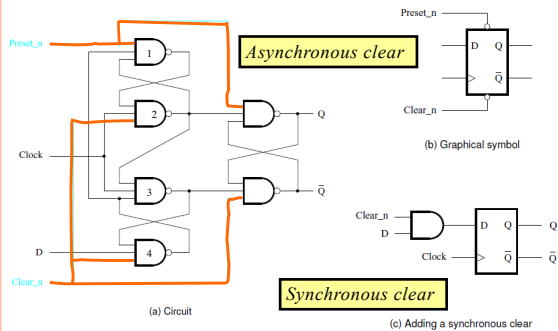 Preset_n
1
2
3
4
Clock
D
Clear_n
Q
Q̅
(a) Circuit
Asynchronous clear
Preset_n
D Q
Q̅
Clear_n
(b) Graphical symbol
Synchronous clear
Clear_n
D
Clock
D Q
Q̅
Q
Q̅
(c) Adding a synchronous clear